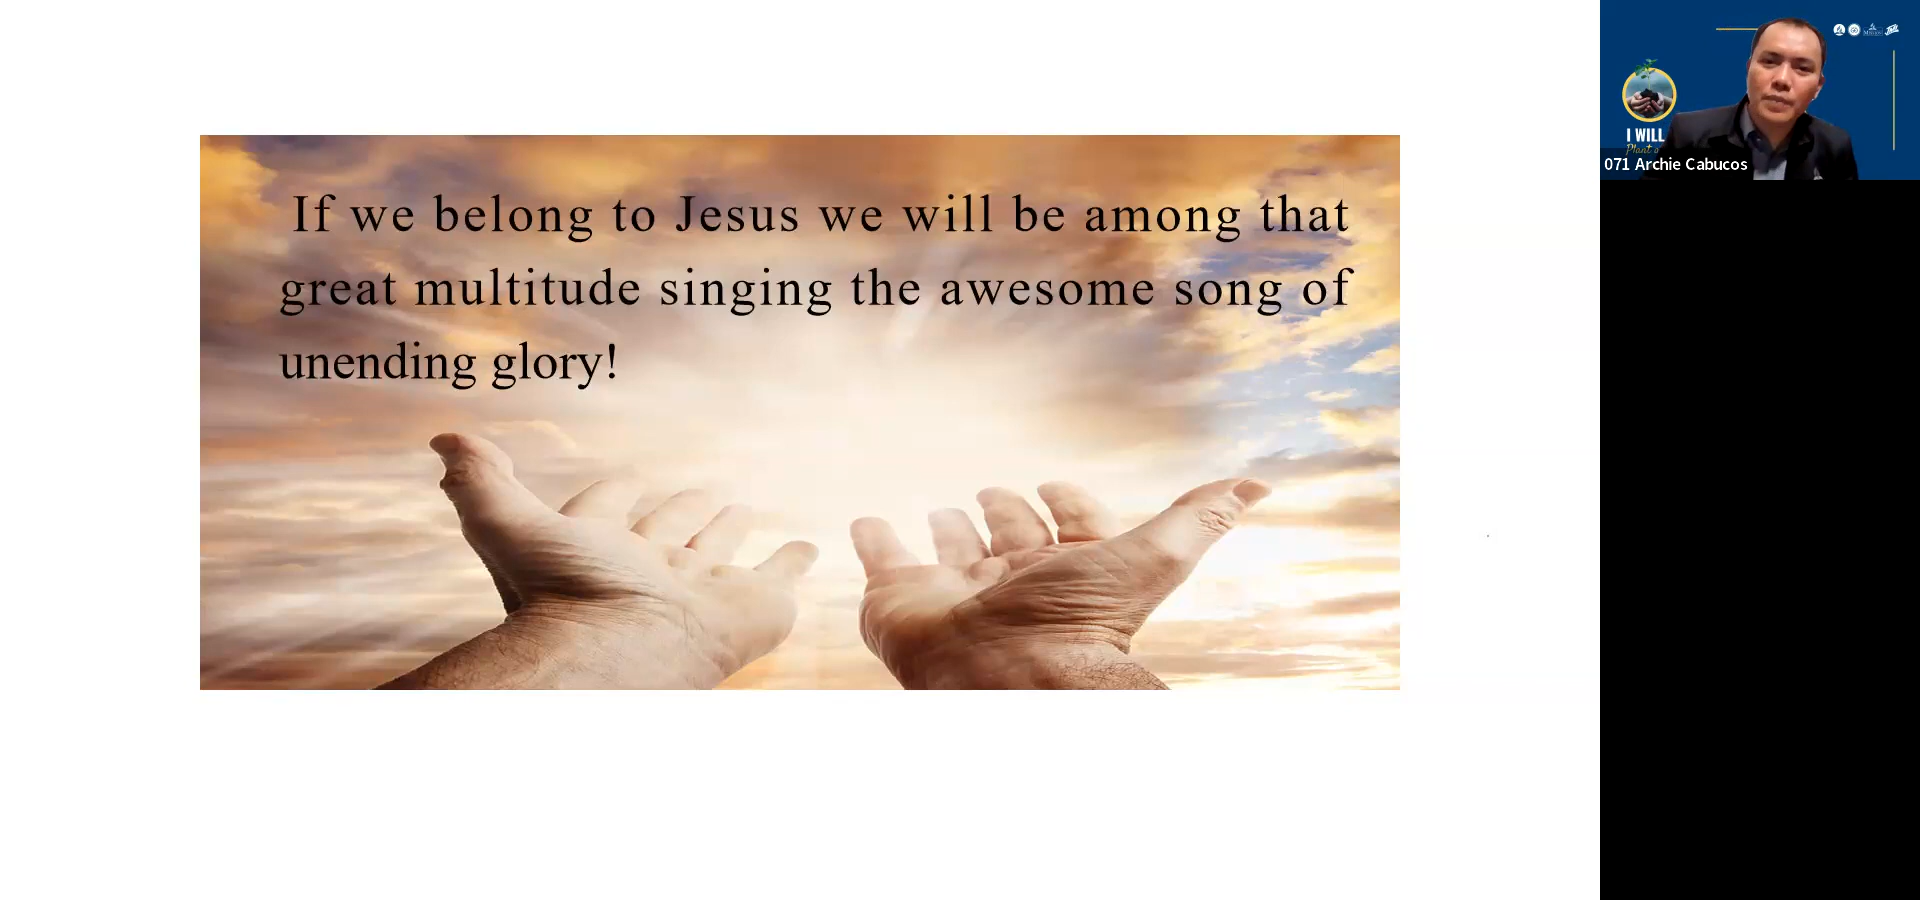 If we belong to Jesus we will be among that
great multitude singing the awesome song of
unending glory!
I WILL
Plant a
071 Archie Cabucos